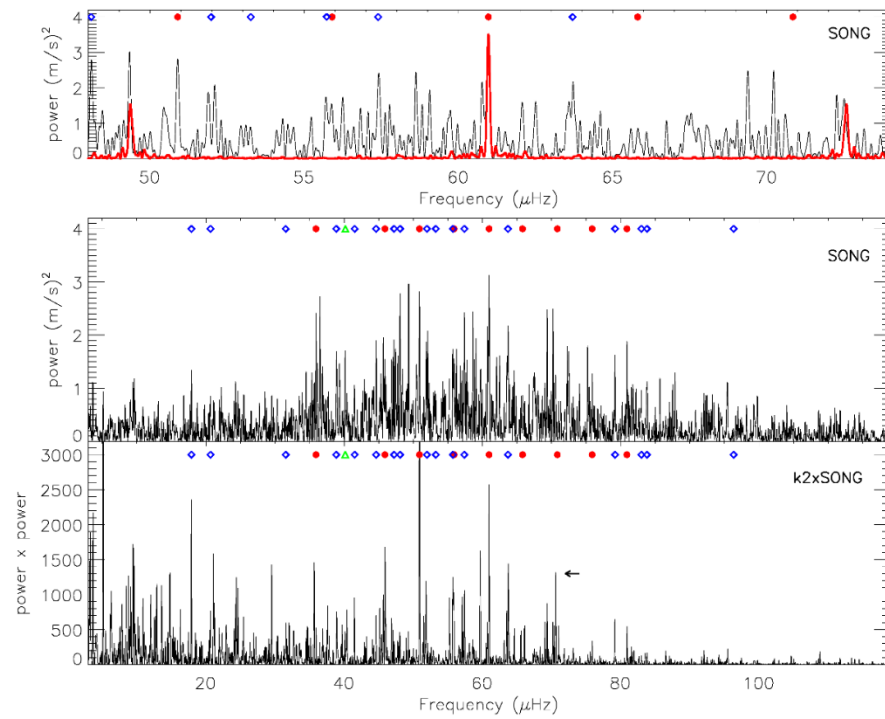 4
3
2
1
0
power (m/s)²
SONG
50 55 60 65 70
Frequency (μHz)
4
3
2
1
0
power (m/s)²
SONG
3000
2500
2000
1500
1000
500
0
power x power
k2xSONG
20 40 60 80 100
Frequency (μHz)